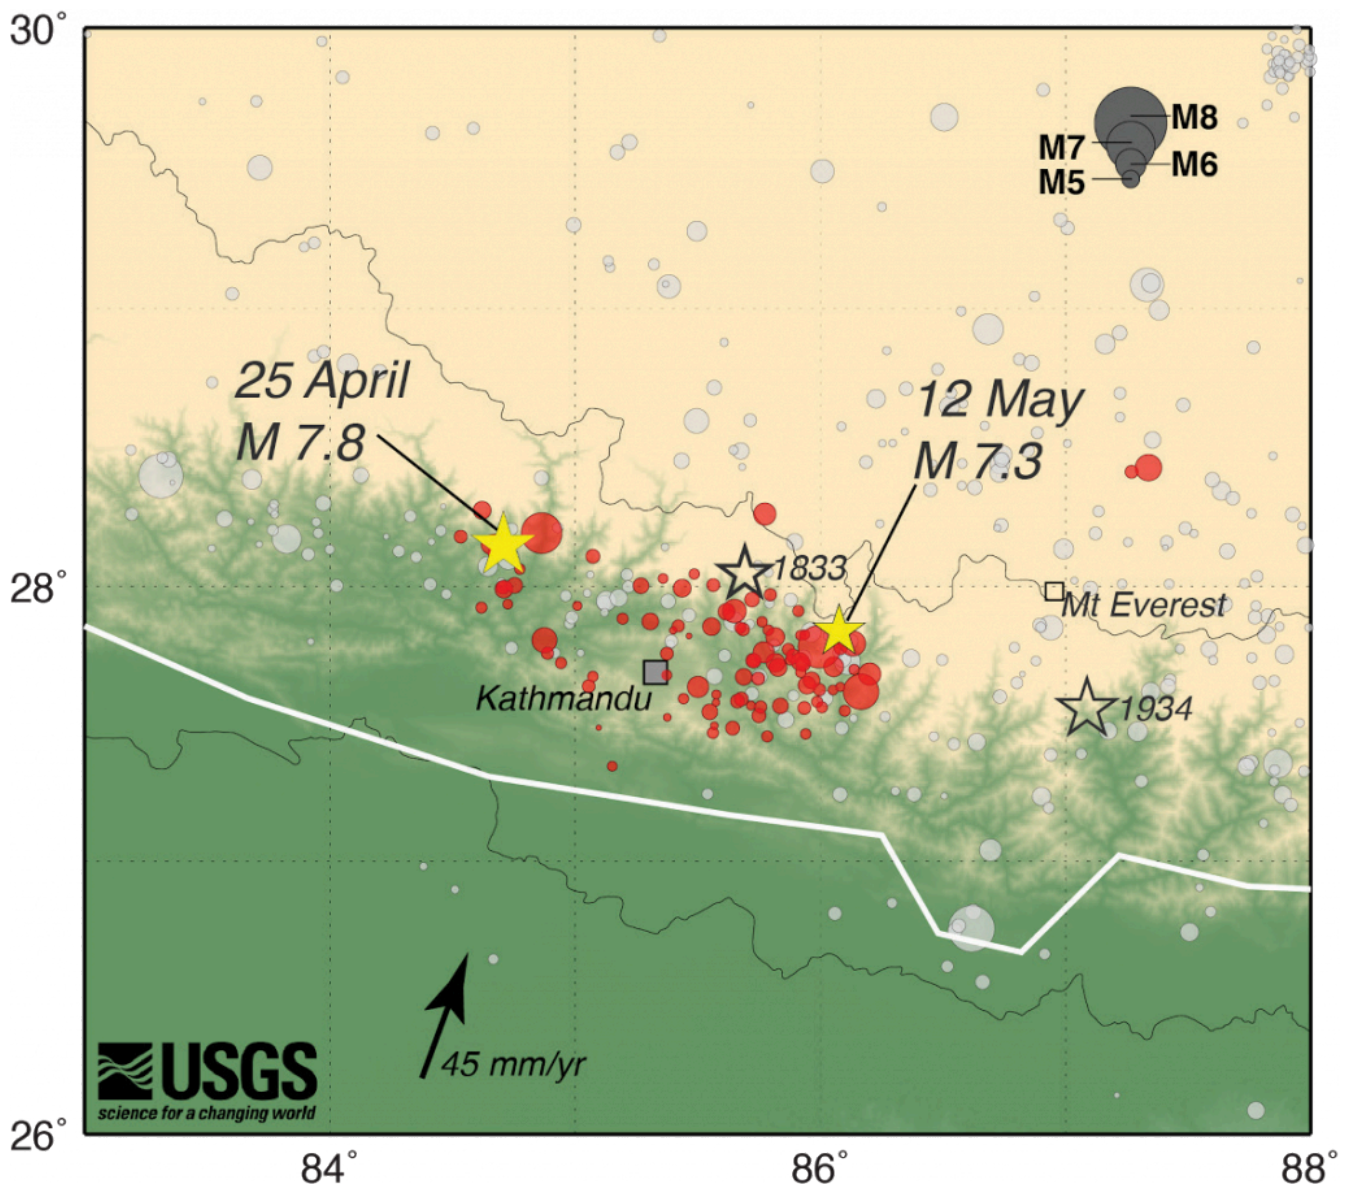 30°
M8
M7
M6
M5
25 April
M 7.8
12 May
M 7.3
28°
1833
Mt Everest
Kathmandu
1934
45 mm/yr
USGS
science for a changing world
26°
84°
86°
88°